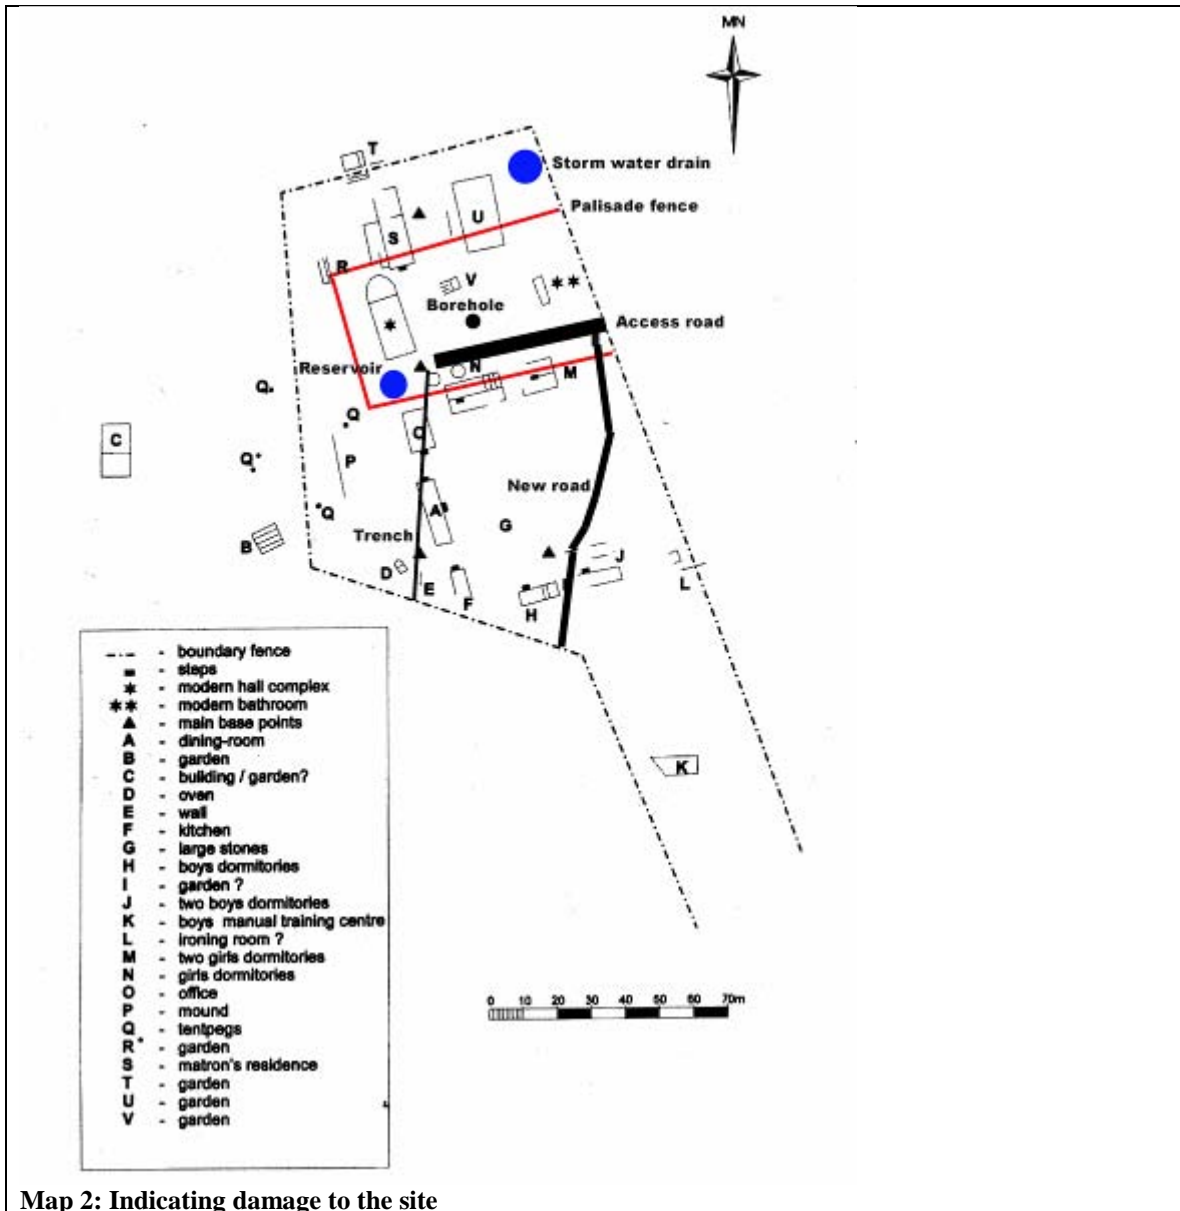 MN
T
Storm water drain
Palisade fence
U
S
R
V
**
Borehole
*
Access road
Reservoir
N
M
Q
Q
C
O
Q
P
New road
A
Q
G
Trench
B
J
D
E
F
H
L
K
- boundary fence
- steps
* - modern hall complex
** - modern bathroom
▲ - main base points
A - dining-room
B - garden
C - building / garden?
D - oven
E - wall
F - kitchen
G - large stones
H - boys dormitories
I - garden ?
J - two boys dormitories
K - boys manual training centre
L - ironing room ?
M - two girls dormitories
N - girls dormitories
O - office
P - mound
Q - tentpegs
R - garden
S - matron's residence
T - garden
U - garden
V - garden
0 10 20 30 40 50 60 70m
Map 2: Indicating damage to the site